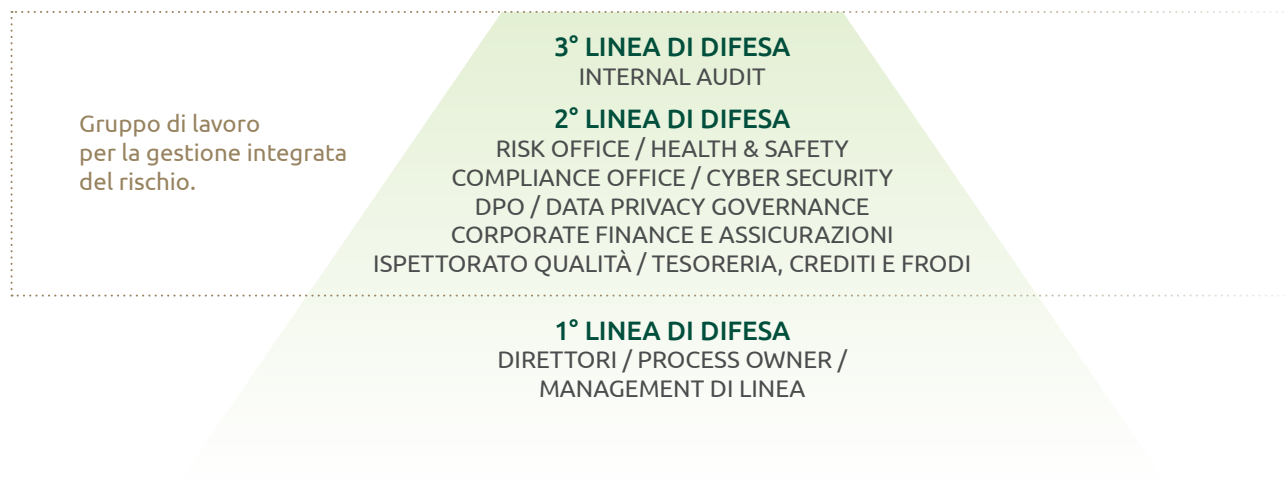 3° LINEA DI DIFESA
INTERNAL AUDIT
Gruppo di lavoro
per la gestione integrata
del rischio.
2° LINEA DI DIFESA
RISK OFFICE / HEALTH & SAFETY
COMPLIANCE OFFICE / CYBER SECURITY
DPO / DATA PRIVACY GOVERNANCE
CORPORATE FINANCE E ASSICURAZIONI
ISPETTORATO QUALITÀ / TESORERIA, CREDITI E FRODI
1° LINEA DI DIFESA
DIRETTORI / PROCESS OWNER /
MANAGEMENT DI LINEA